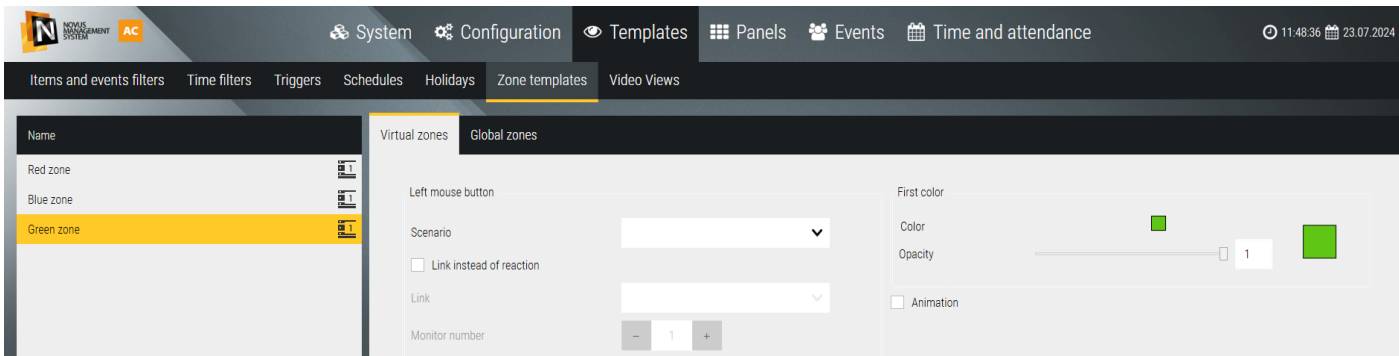 N NOVUS MANAGEMENT SYSTEM AC
System Configuration Templates Panels Events Time and attendance 11:48:36 23.07.2024
Items and events filters Time filters Triggers Schedules Holidays Zone templates Video Views
Name
Red zone 1
Blue zone 1
Green zone 1
Virtual zones Global zones
Left mouse button
Scenario
Link instead of reaction
Link
Monitor number - 1 +
First color
Color
Opacity 1
Animation